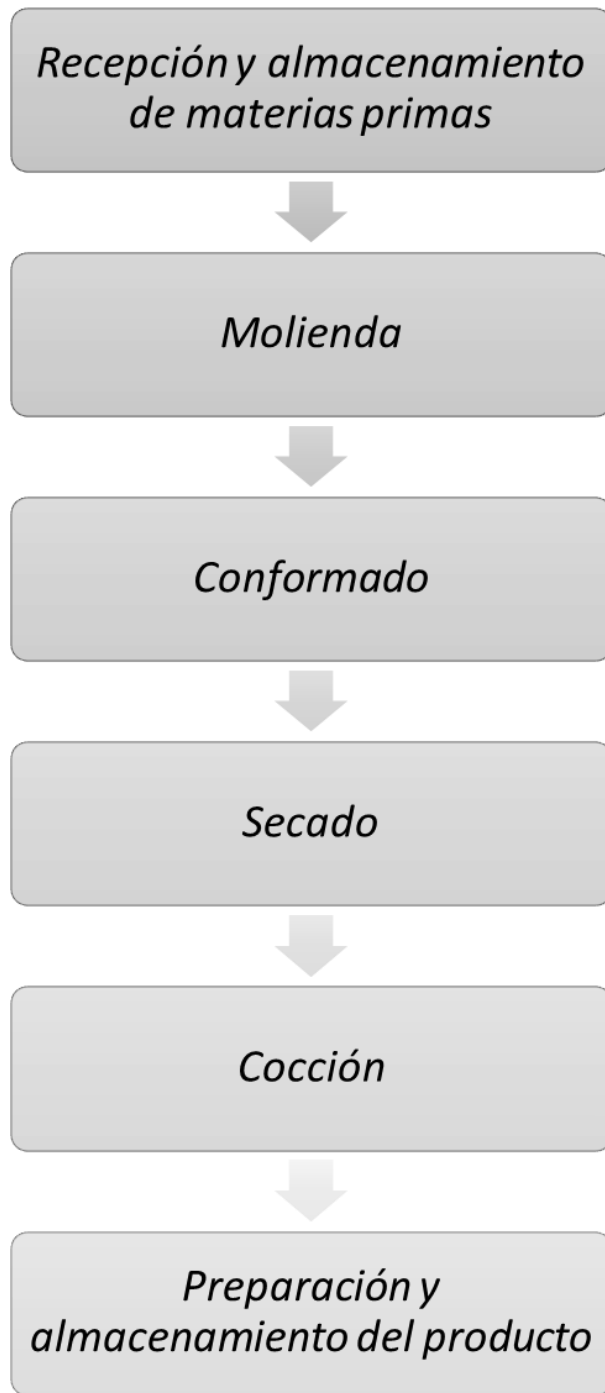 Recepción y almacenamiento
de materias primas
Molienda
Conformado
Secado
Cocción
Preparación y
almacenamiento del producto